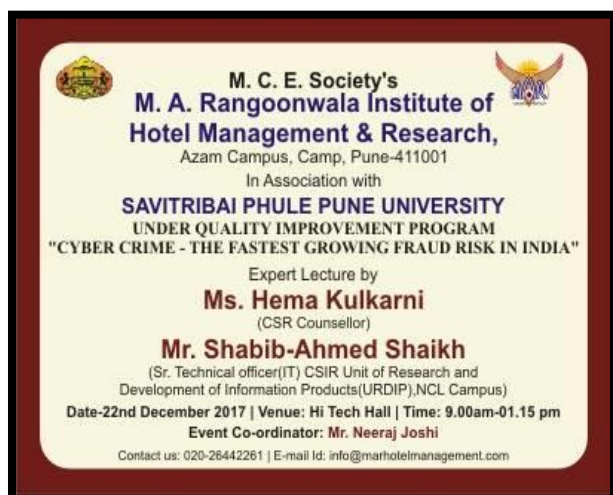 M. C. E. Society's
M. A. Rangoonwala Institute of
Hotel Management & Research,
Azam Campus, Camp, Pune-411001
In Association with
SAVITRIBAI PHULE PUNE UNIVERSITY
UNDER QUALITY IMPROVEMENT PROGRAM
"CYBER CRIME - THE FASTEST GROWING FRAUD RISK IN INDIA"
Expert Lecture by
Ms. Hema Kulkarni
(CSR Counsellor)
Mr. Shabib-Ahmed Shaikh
(Sr. Technical officer(IT) CSIR Unit of Research and
Development of Information Products(URDIP),NCL Campus)
Date-22nd December 2017 | Venue: Hi Tech Hall | Time: 9.00am-01.15 pm
Event Co-ordinator: Mr. Neeraj Joshi
Contact us: 020-26442261 | E-mail Id: info@marhotelmanagement.com